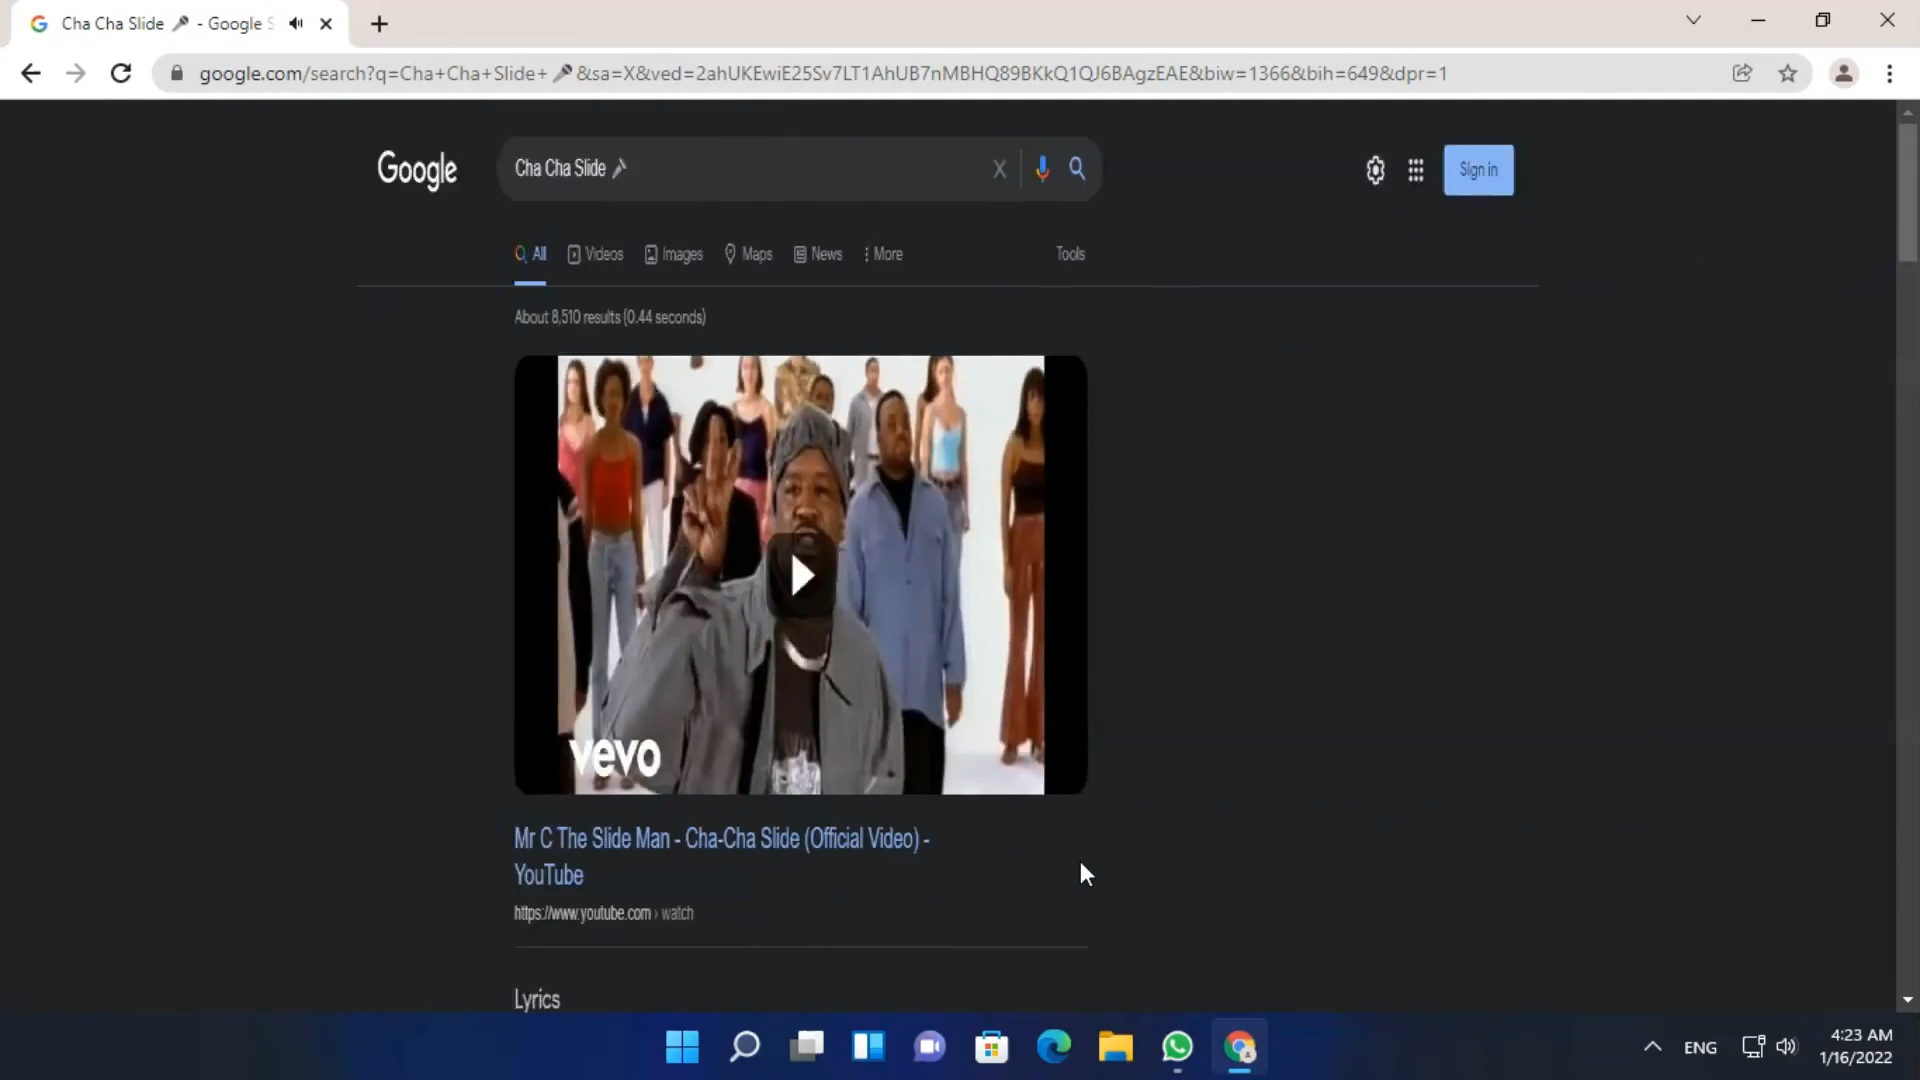 Cha Cha Slide 🎤 - Google S
google.com/search?q=Cha+Cha+Slide+🎤&sa=X&ved=2ahUKEwiE25Sv7LT1AhUB7nMBHQ89BKkQ1QJ6BAgzEAE&biw=1366&bih=649&dpr=1
Google
Cha Cha Slide 🎤
Sign in
All Videos Images Maps News More Tools
About 8,510 results (0.44 seconds)
vevo
Mr C The Slide Man - Cha-Cha Slide (Official Video) -
YouTube
https://www.youtube.com › watch
Lyrics
ENG
4:23 AM
1/16/2022